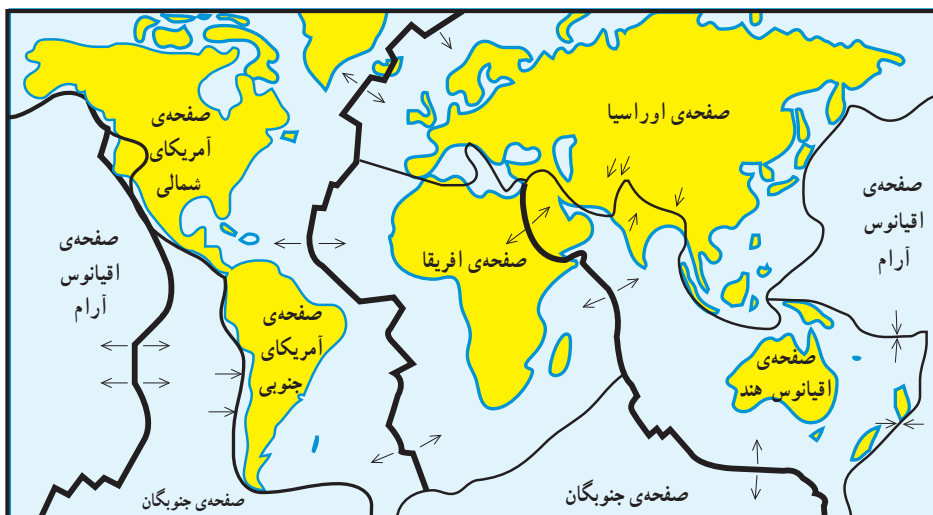 صفحه‌ی
آمریکای
شمالی
صفحه‌ی اوراسیا
صفحه‌ی
اقیانوس
آرام
صفحه‌ی
اقیانوس
آرام
صفحه‌ی افریقا
صفحه‌ی
آمریکای
جنوبی
صفحه‌ی
اقیانوس هند
صفحه‌ی جنوبگان
صفحه‌ی جنوبگان